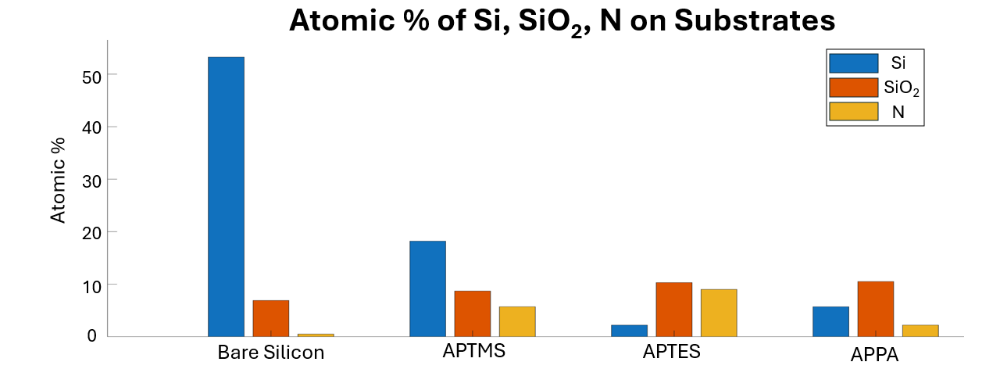 Atomic % of Si, SiO₂, N on Substrates
Si
SiO₂
N
Atomic %
50
40
30
20
10
0
Bare Silicon
APTMS
APTES
APPA